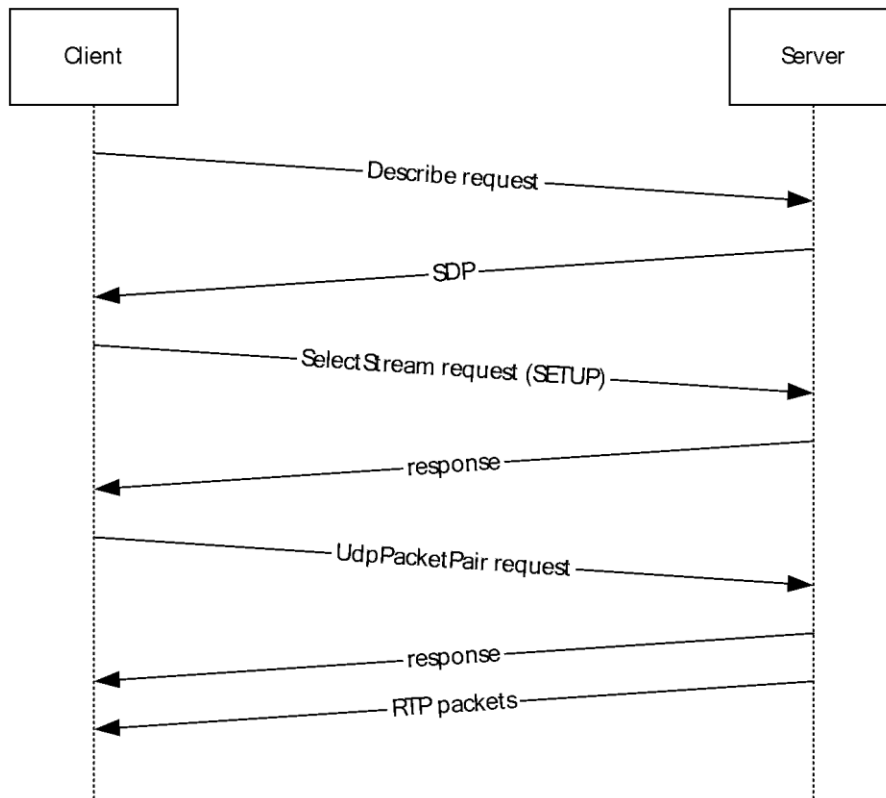 Client
Server
Describe request
SDP
SelectStream request (SETUP)
response
UdpPacketPair request
response
RTP packets